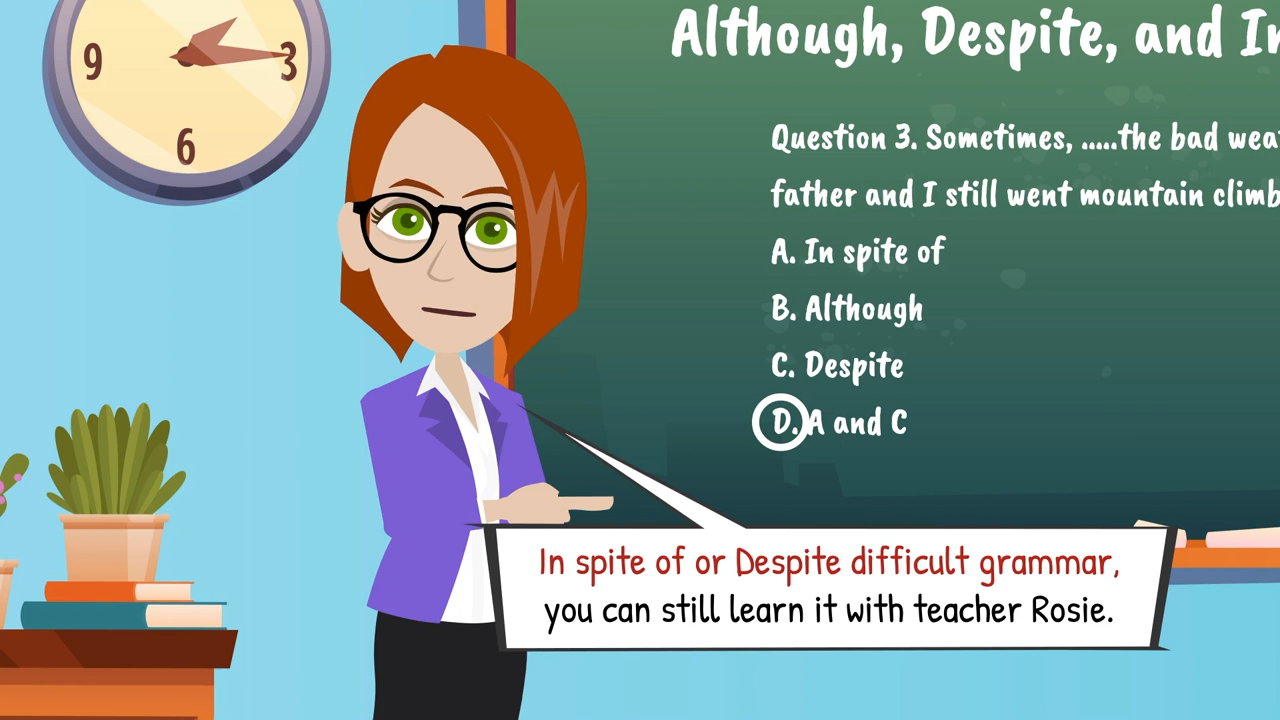 9
3
6
Although, Despite, and In
Question 3. Sometimes, .....the bad wea
father and I still went mountain climb
A. In spite of
B. Although
C. Despite
D. A and C
In spite of or Despite difficult grammar,
you can still learn it with teacher Rosie.